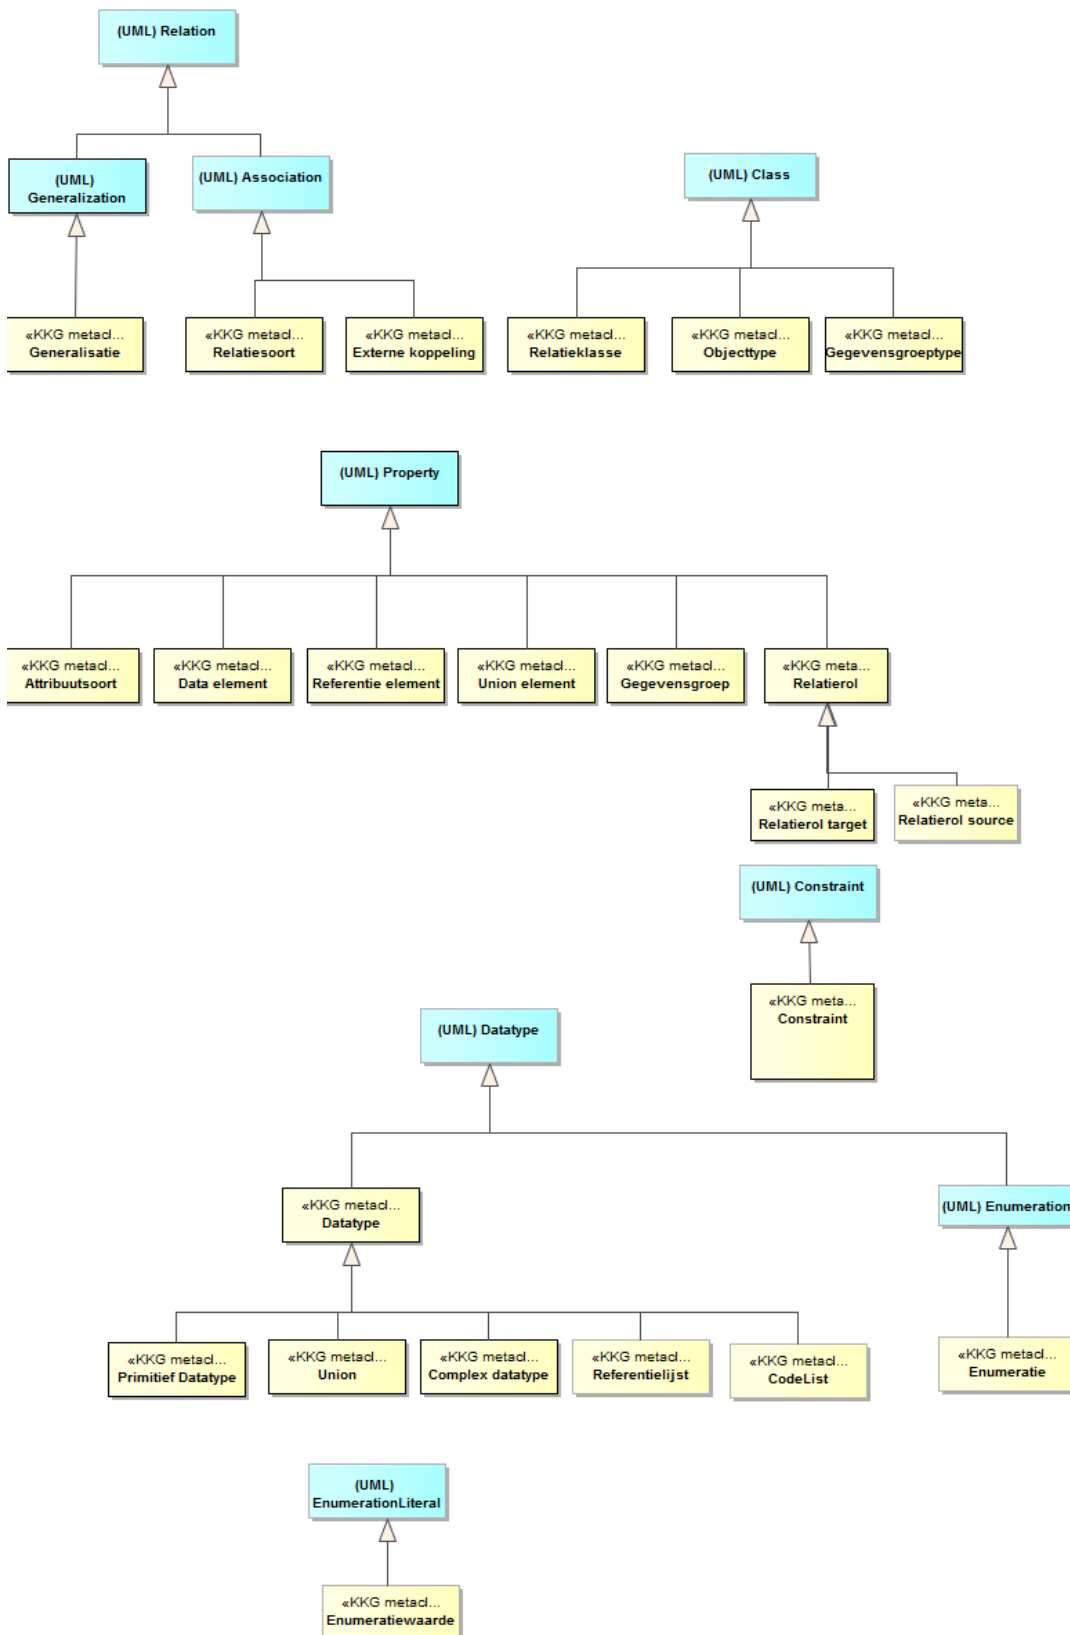 (UML) Relation
(UML)
Generalization
(UML) Association
(UML) Class
«KKG metacl...
Generalisatie
«KKG metacl...
Relatiesoort
«KKG metacl...
Externe koppeling
«KKG metacl...
Relatieklasse
«KKG metacl...
Objecttype
«KKG metacl...
Gegevensgroeptype
(UML) Property
«KKG metacl...
Attribuutsoort
«KKG metacl...
Data element
«KKG metacl...
Referentie element
«KKG metacl...
Union element
«KKG metacl...
Gegevensgroep
«KKG meta...
Relatierol
«KKG meta...
Relatierol target
«KKG meta...
Relatierol source
(UML) Constraint
«KKG meta...
Constraint
(UML) Datatype
«KKG metacl...
Datatype
(UML) Enumeration
«KKG metacl...
Primitief Datatype
«KKG metacl...
Union
«KKG metacl...
Complex datatype
«KKG metacl...
Referentielijst
«KKG metacl...
CodeList
«KKG metacl...
Enumeratie
(UML)
EnumerationLiteral
«KKG metacl...
Enumeratiewaarde